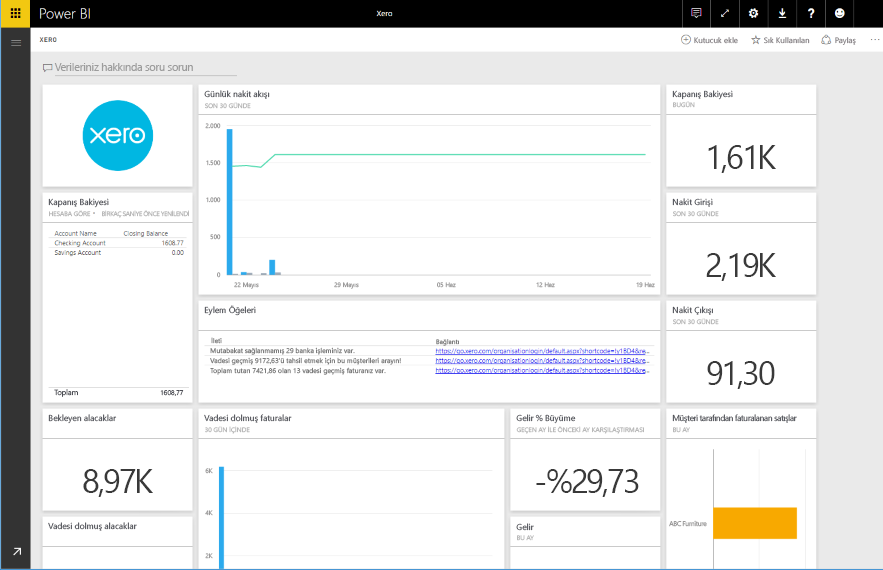 Power BI
Xero
XERO
Kutucuk ekle
Sık Kullanılan
Paylaş
Verileriniz hakkında soru sorun
xero
Günlük nakit akışı
SON 30 GÜNDE
2.000
1.500
1.000
500
0
22 Mayıs
29 Mayıs
05 Haz
12 Haz
19 Haz
Kapanış Bakiyesi
BUGÜN
1,61K
Kapanış Bakiyesi
HESABA GÖRE * BİRKAÇ SANİYE ÖNCE YENİLENDİ
Account Name Closing Balance
Checking Account 1608.77
Savings Account 0.00
Toplam 1608,77
Nakit Girişi
SON 30 GÜNDE
2,19K
Eylem Öğeleri
İleti Bağlantı
Mutabakat sağlanmamış 29 banka işleminiz var. https://go.xero.com/organisationlogin/default.aspx?shortcode=!y1BD4&re...
Vadesi geçmiş 9172,63'ü tahsil etmek için bu müşterileri arayın! https://go.xero.com/organisationlogin/default.aspx?shortcode=!y1BD4&re...
Toplam tutarı 7421,86 olan 13 vadesi geçmiş faturanız var. https://go.xero.com/organisationlogin/default.aspx?shortcode=!y1BD4&re...
Nakit Çıkışı
SON 30 GÜNDE
91,30
Bekleyen alacaklar
8,97K
Vadesi dolmuş faturalar
30 GÜN İÇİNDE
6K
4K
2K
Gelir % Büyüme
GEÇEN AY İLE ÖNCEKİ AY KARŞILAŞTIRMASI
-%29,73
Müşteri tarafından faturalanan satışlar
BU AY
ABC Furniture
Vadesi dolmuş alacaklar
Gelir
BU AY